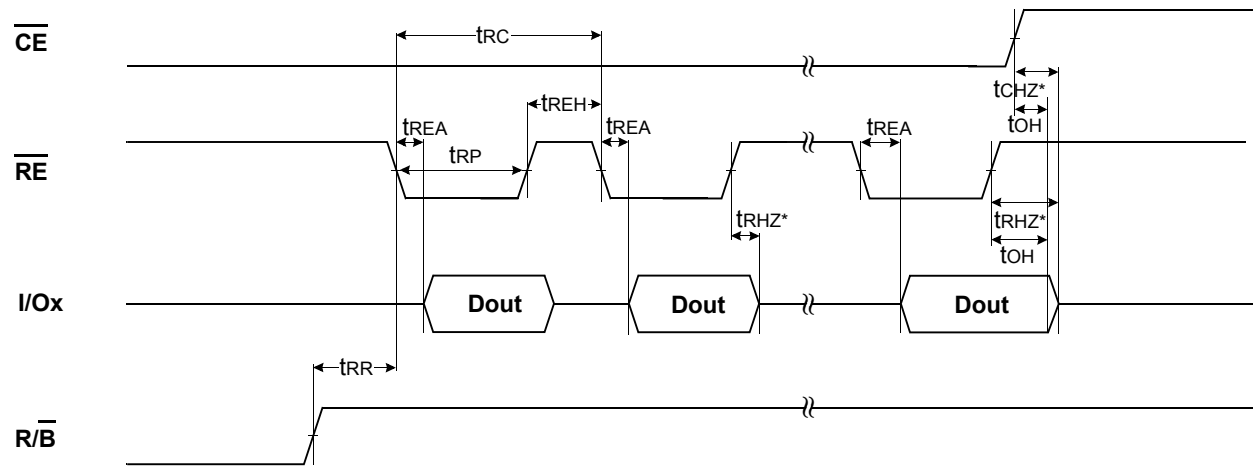 CE
tRC
tCHZ*
tREH
tOH
tREA
tREA
tREA
tRP
RE
tRHZ*
tRHZ*
tOH
I/Ox
Dout
Dout
Dout
tRR
R/B